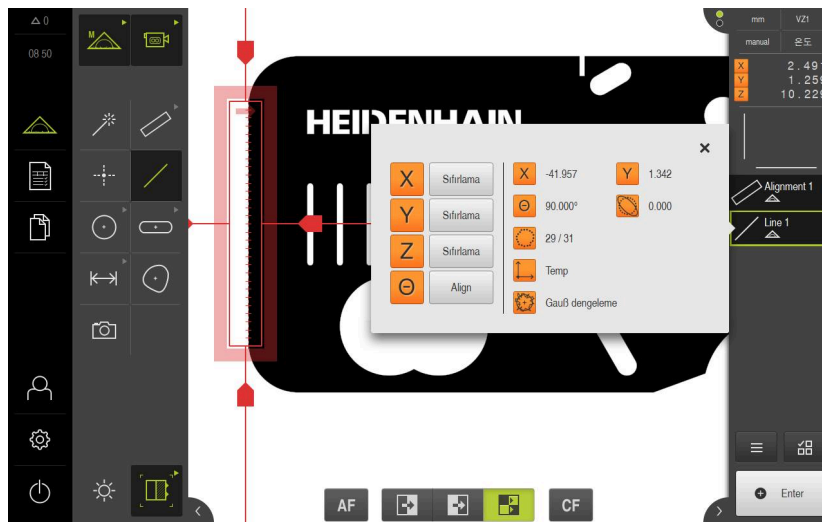 0
08 50
M
mm VZ1
manual 온도
X 2.491
Y 1.259
Z 10.229
HEIDENHAIN
X Sıfırlama
Y Sıfırlama
Z Sıfırlama
Θ Align
X -41.957
Y 1.342
Θ 90.000°
0.000
29 / 31
Temp
Gauß dengeleme
Alignment 1
Line 1
AF
CF
Enter